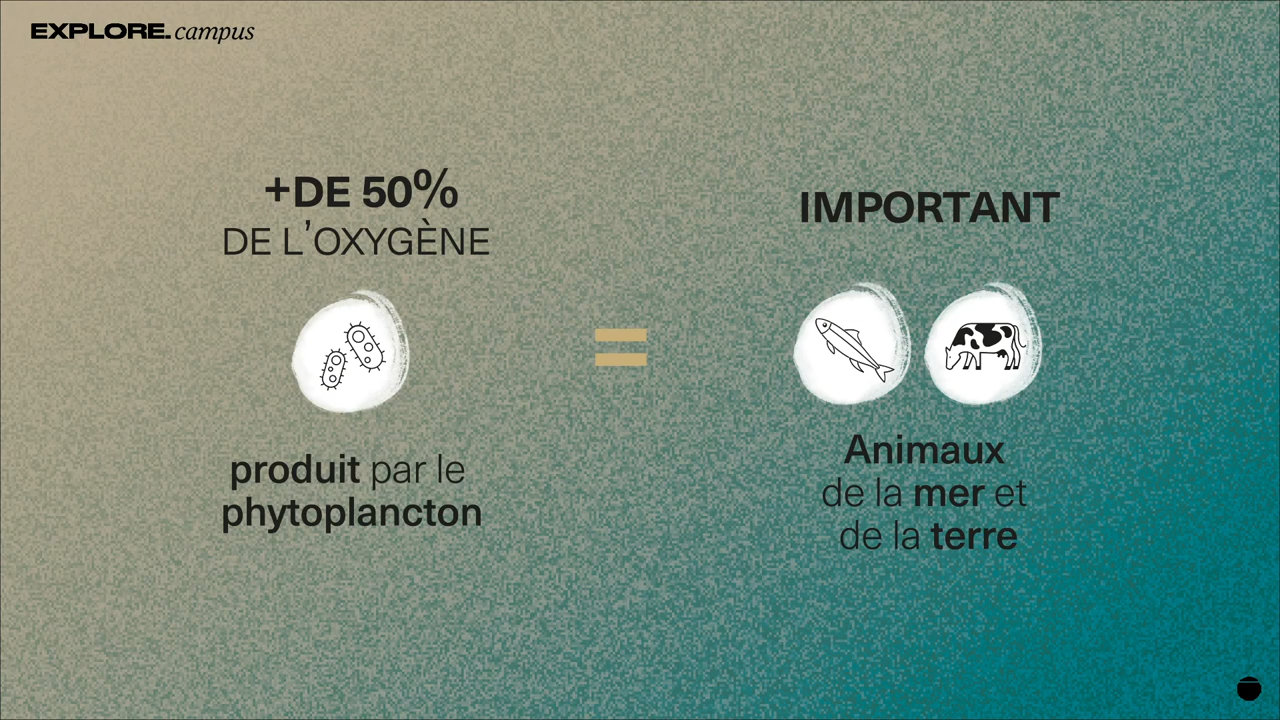 EXPLORE.campus
+DE 50%
DE L'OXYGÈNE
produit par le
phytoplancton
=
IMPORTANT
Animaux
de la mer et
de la terre